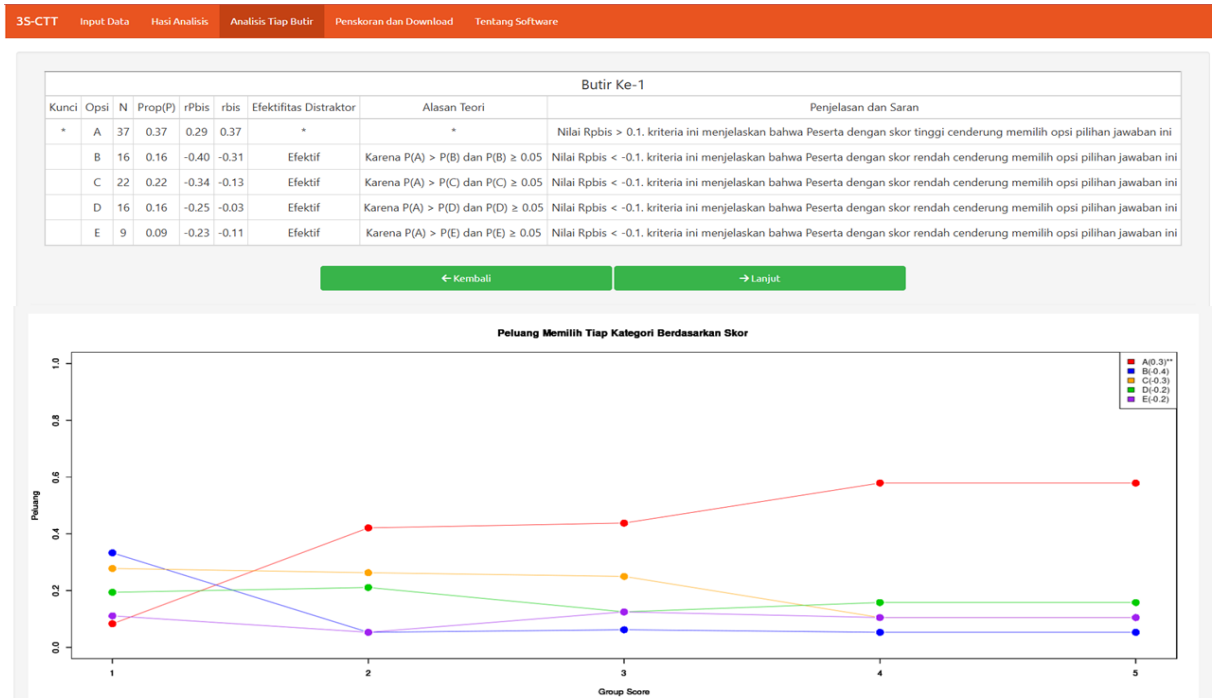 3S-CTT Input Data Hasi Analisis Analisis Tiap Butir Penskoran dan Download Tentang Software
Butir Ke-1
Kunci Opsi N Prop(P) rPbis rbis Efektifitas Distraktor Alasan Teori Penjelasan dan Saran
* A 37 0.37 0.29 0.37 * * Nilai Rpbis > 0.1. kriteria ini menjelaskan bahwa Peserta dengan skor tinggi cenderung memilih opsi pilihan jawaban ini
B 16 0.16 -0.40 -0.31 Efektif Karena P(A) > P(B) dan P(B) ≥ 0.05 Nilai Rpbis < -0.1. kriteria ini menjelaskan bahwa Peserta dengan skor rendah cenderung memilih opsi pilihan jawaban ini
C 22 0.22 -0.34 -0.13 Efektif Karena P(A) > P(C) dan P(C) ≥ 0.05 Nilai Rpbis < -0.1. kriteria ini menjelaskan bahwa Peserta dengan skor rendah cenderung memilih opsi pilihan jawaban ini
D 16 0.16 -0.25 -0.03 Efektif Karena P(A) > P(D) dan P(D) ≥ 0.05 Nilai Rpbis < -0.1. kriteria ini menjelaskan bahwa Peserta dengan skor rendah cenderung memilih opsi pilihan jawaban ini
E 9 0.09 -0.23 -0.11 Efektif Karena P(A) > P(E) dan P(E) ≥ 0.05 Nilai Rpbis < -0.1. kriteria ini menjelaskan bahwa Peserta dengan skor rendah cenderung memilih opsi pilihan jawaban ini
← Kembali → Lanjut
Peluang Memilih Tiap Kategori Berdasarkan Skor
A(0.3)**
B(-0.4)
C(-0.3)
D(-0.2)
E(-0.2)
1.0
0.8
0.6
0.4
0.2
0.0
Peluang
1 2 3 4 5
Group Score